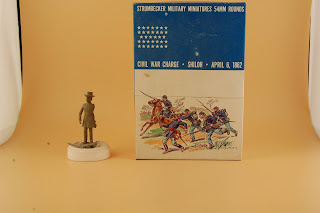 STROMBECKER MILITARY MINIATURES 54MM ROUNDS
CIVIL WAR CHARGE • SHILOH • APRIL 6, 1862